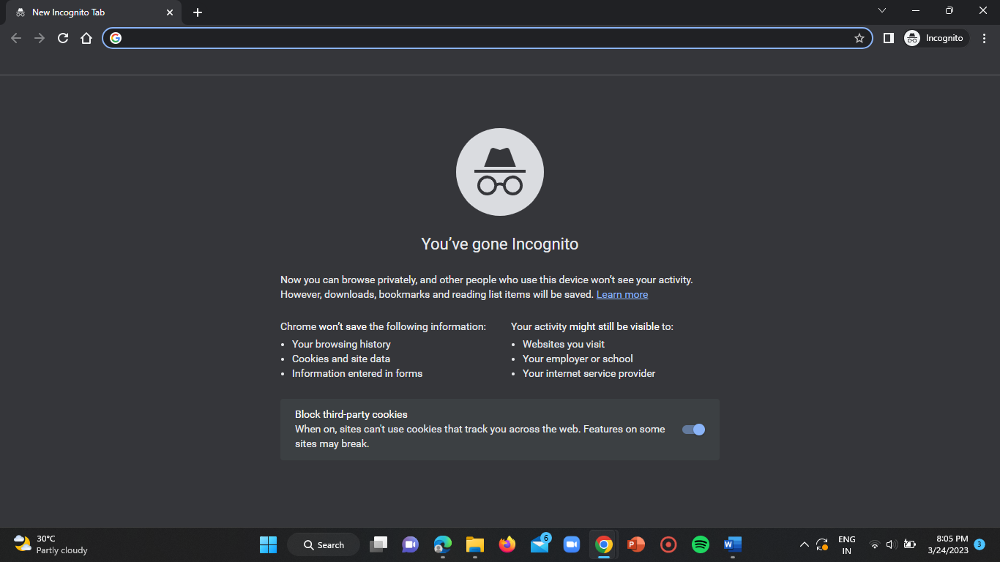 New Incognito Tab
Incognito
You've gone Incognito
Now you can browse privately, and other people who use this device won't see your activity.
However, downloads, bookmarks and reading list items will be saved. Learn more
Chrome won't save the following information:
Your browsing history
Cookies and site data
Information entered in forms
Your activity might still be visible to:
Websites you visit
Your employer or school
Your internet service provider
Block third-party cookies
When on, sites can't use cookies that track you across the web. Features on some
sites may break.
30°C
Partly cloudy
Search
6
ENG
IN
8:05 PM
3/24/2023
3